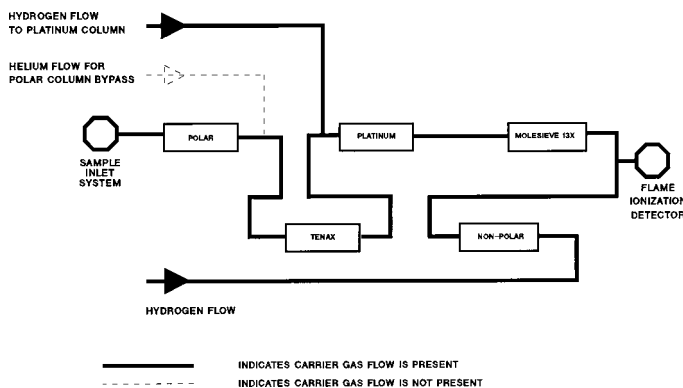 HYDROGEN FLOW
TO PLATINUM COLUMN
HELIUM FLOW FOR
POLAR COLUMN BYPASS
POLAR
PLATINUM
MOLESIEVE 13X
SAMPLE
INLET
SYSTEM
FLAME
IONIZATION
DETECTOR
TENAX
NON-POLAR
HYDROGEN FLOW
INDICATES CARRIER GAS FLOW IS PRESENT
INDICATES CARRIER GAS FLOW IS NOT PRESENT